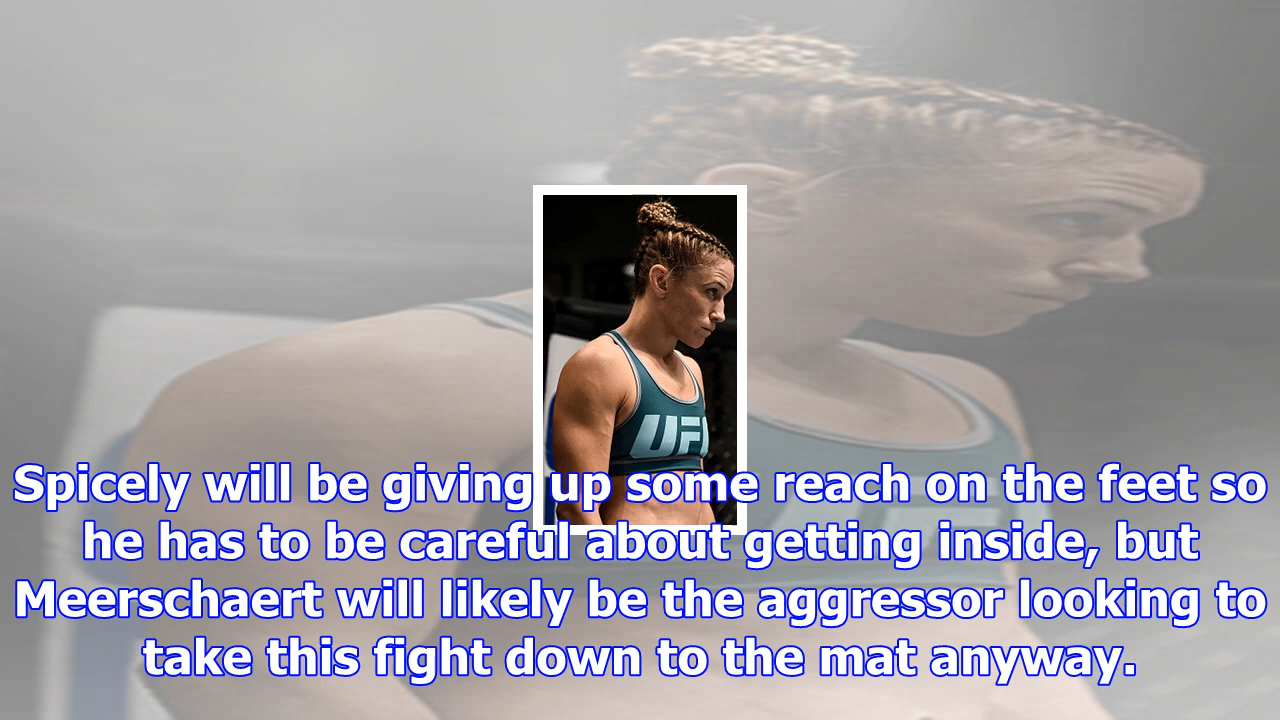 UFC
Spicely will be giving up some reach on the feet so
he has to be careful about getting inside, but
Meerschaert will likely be the aggressor looking to
take this fight down to the mat anyway.